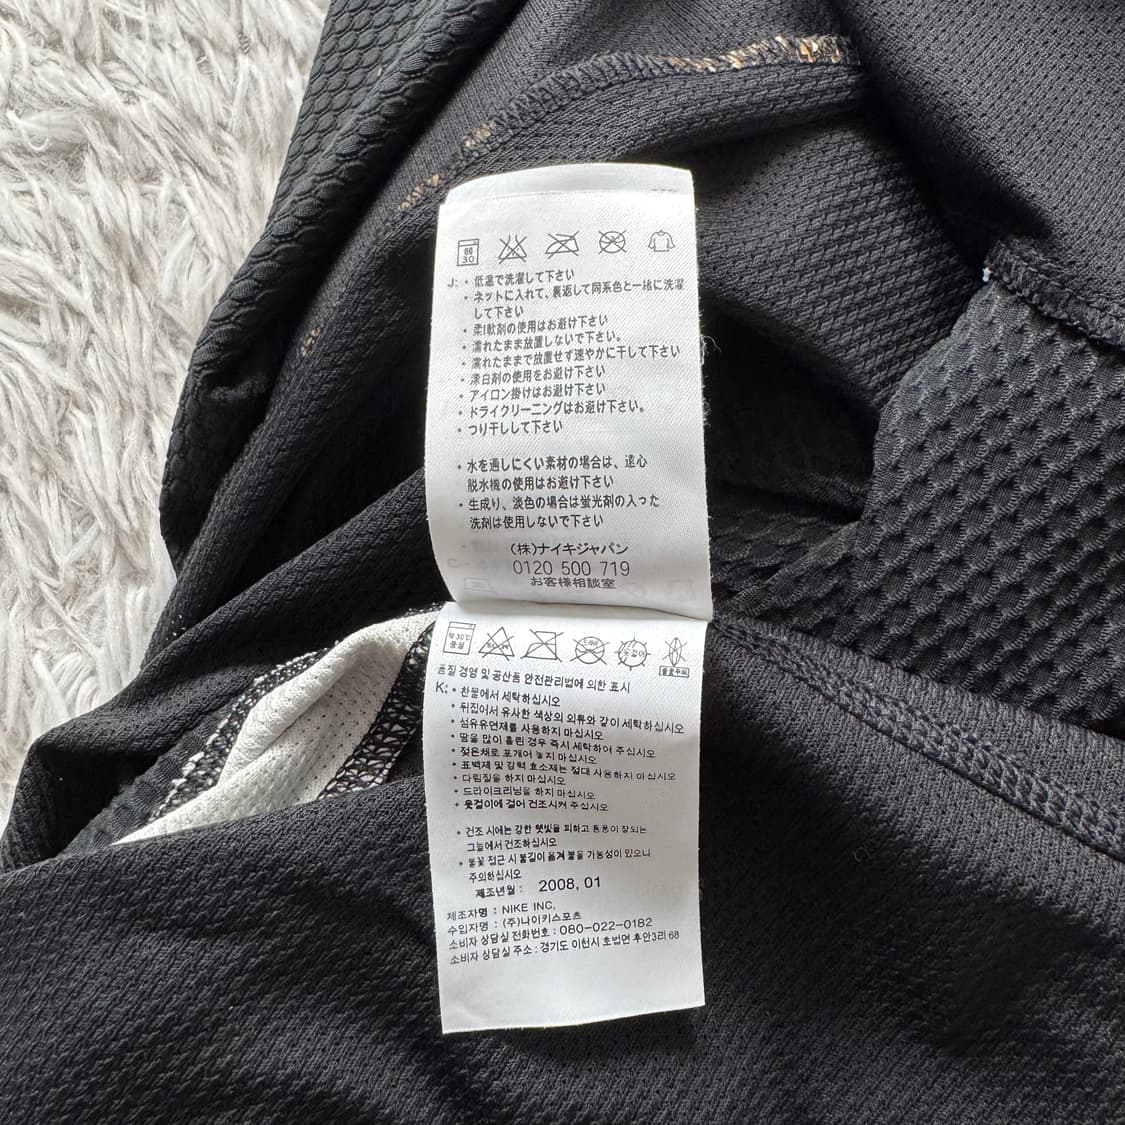 弱
30
J: ・低温で洗濯して下さい
・ネットに入れて、裏返して同系色と一緒に洗濯
して下さい
・柔軟剤の使用はお避け下さい
・濡れたまま放置しないで下さい。
・濡れたままで放置せず速やかに干して下さい
・漂白剤の使用をお避け下さい
・アイロン掛けはお避け下さい
・ドライクリーニングはお避け下さい。
・つり干しして下さい
・水を通しにくい素材の場合は、遠心
脱水機の使用はお避け下さい
・生成り、淡色の場合は蛍光剤の入った
洗剤は使用しないで下さい
(株)ナイキジャパン
0120 500 719
お客様相談室
약30℃
중성
옷걸이
불꽃주의
품질 경영 및 공산품 안전관리법에 의한 표시
K: • 찬물에서 세탁하십시오
• 뒤집어서 유사한 색상의 의류와 같이 세탁하십시오
• 섬유유연제를 사용하지 마십시오
• 땀을 많이 흘린 경우 즉시 세탁하여 주십시오
• 젖은채로 포개어 놓지 마십시오
• 표백제 및 강력 효소제는 절대 사용하지 마십시오
• 다림질을 하지 마십시오
• 드라이크리닝을 하지 마십시오
• 옷걸이에 걸어 건조시켜 주십시오
• 건조 시에는 강한 햇빛을 피하고 통풍이 잘되는
그늘에서 건조하십시오
• 불꽃 접근 시 불길이 옮겨 붙을 가능성이 있으니
주의하십시오
제조년월 : 2008, 01
제조자명 : NIKE INC.
수입자명 : (주)나이키스포츠
소비자 상담실 전화번호 : 080-022-0182
소비자 상담실 주소 : 경기도 이천시 호법면 후안3리 68